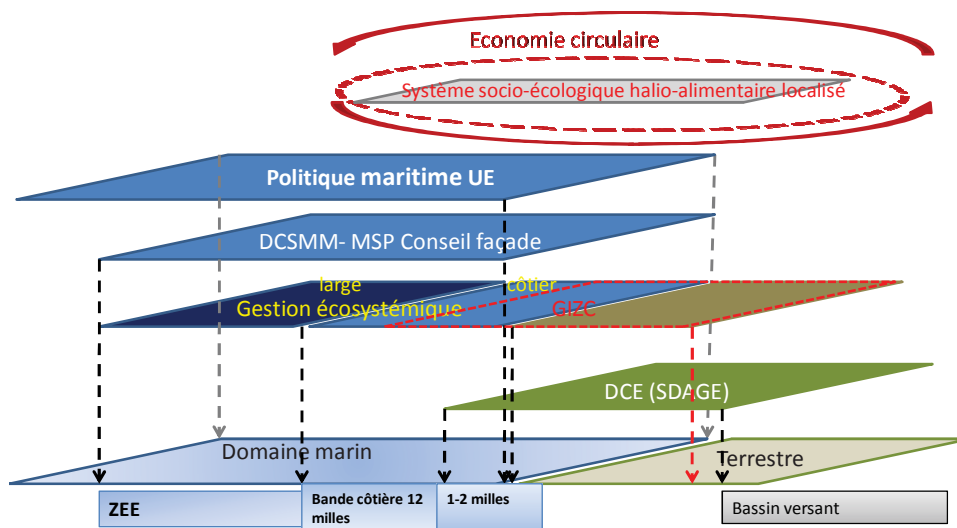 Economie circulaire
Système socio-écologique halio-alimentaire localisé
Politique maritime UE
DCSMM- MSP Conseil façade
large
côtier
Gestion écosystémique
GIZC
DCE (SDAGE)
Domaine marin
Terrestre
ZEE
Bande côtière 12
milles
1-2 milles
Bassin versant